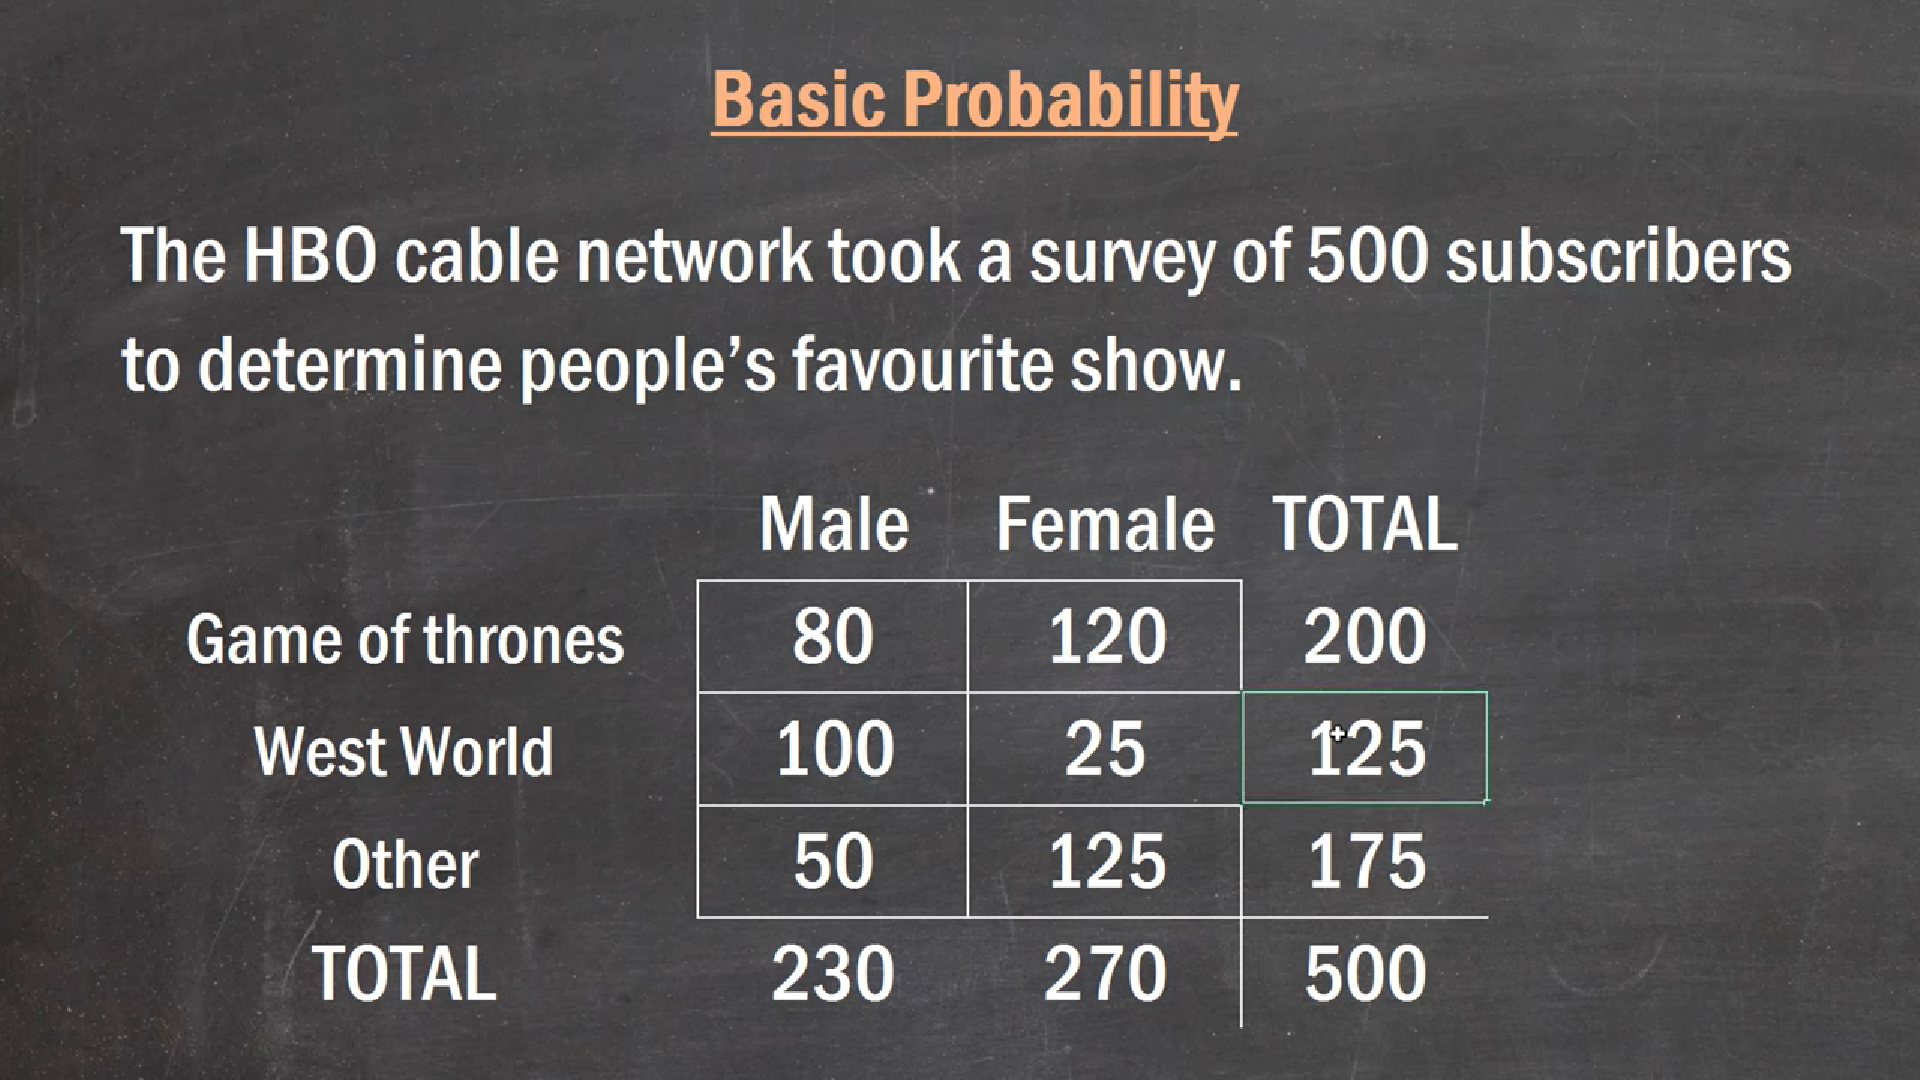 Basic Probability
The HBO cable network took a survey of 500 subscribers
to determine people’s favourite show.
Male Female TOTAL
Game of thrones 80 120 200
West World 100 25 125
Other 50 125 175
TOTAL 230 270 500